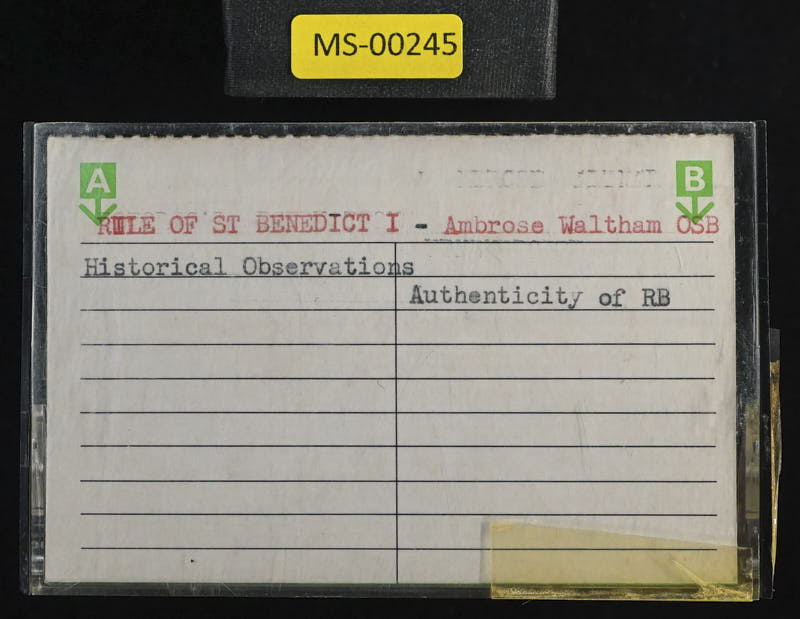 MS-00245
A
B
RULE OF ST BENEDICT I - Ambrose Waltham OSB
Historical Observations
Authenticity of RB